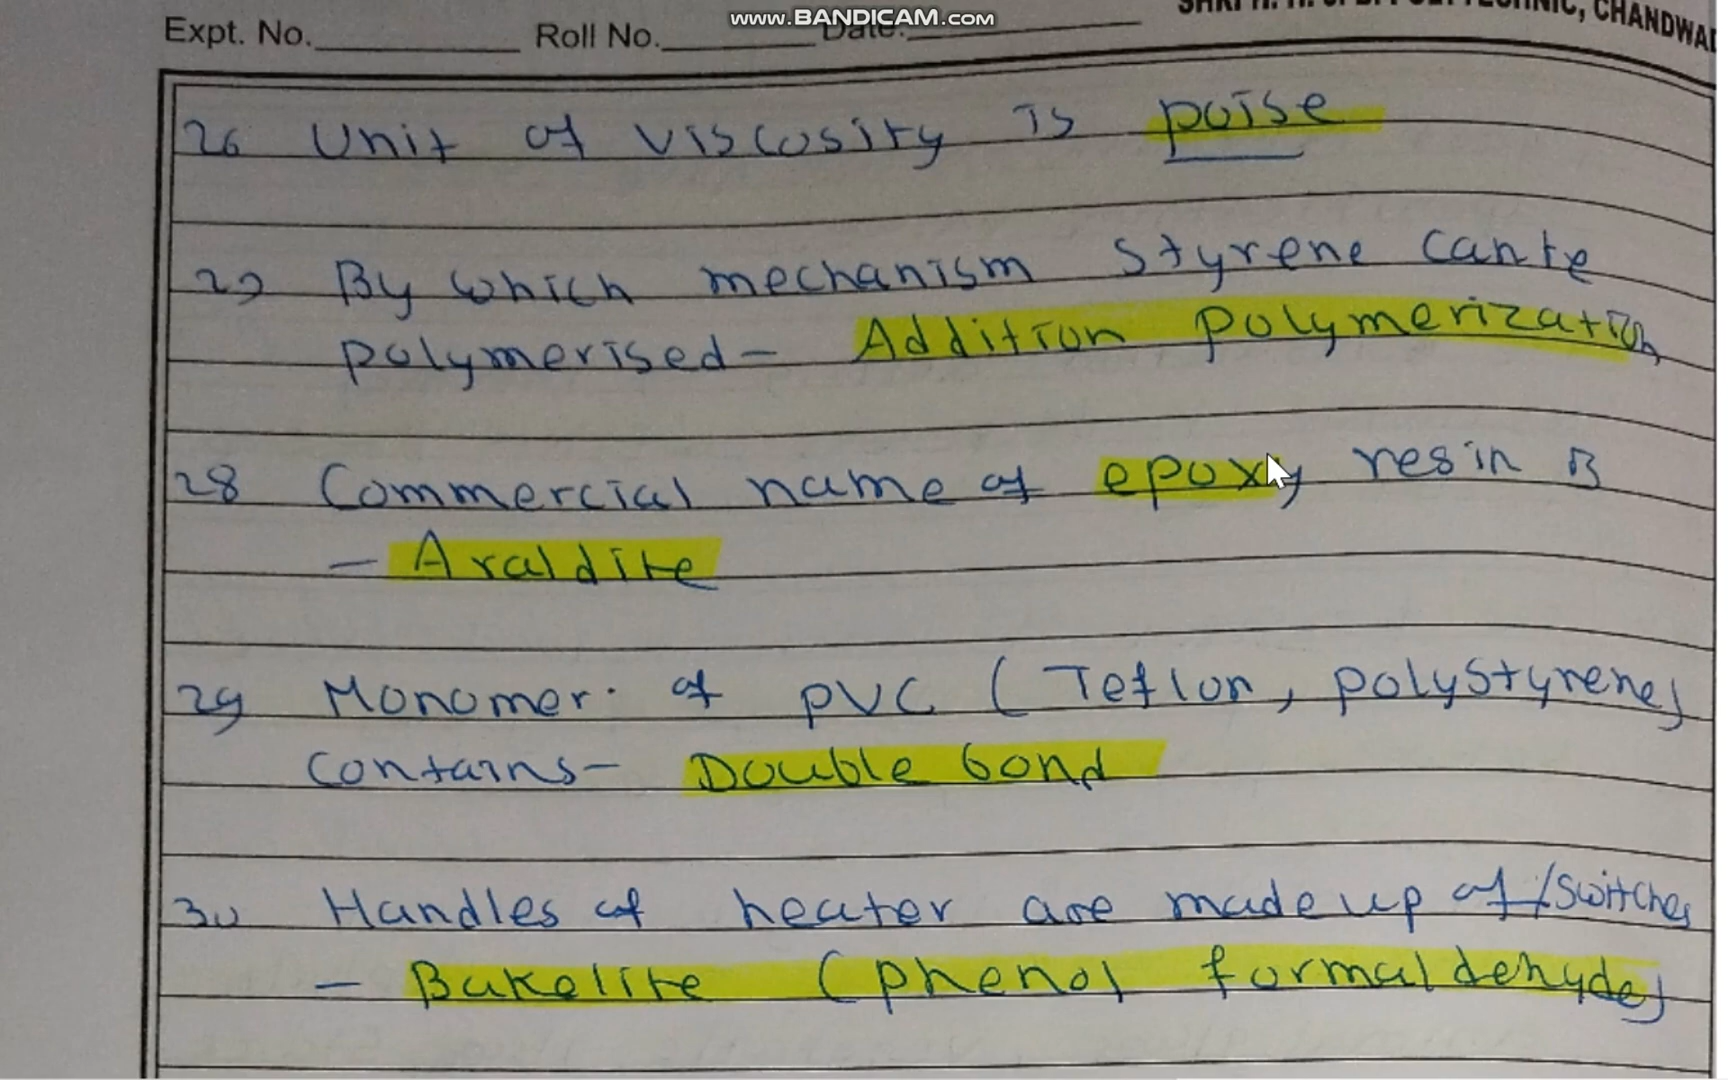 www.BANDICAM.com
Expt. No. Roll No. Date:
TECHNIC, CHANDWAD
26 Unit of viscosity is poise
27 By which mechanism styrene can be
polymerised - Addition polymerization
28 Commercial name of epoxy resin is
- Araldite
29 Monomer of PVC (Teflon, polystyrene)
contains - Double bond
30 Handles of heater are made up of /switches
- Bakelite (phenol formaldehyde)